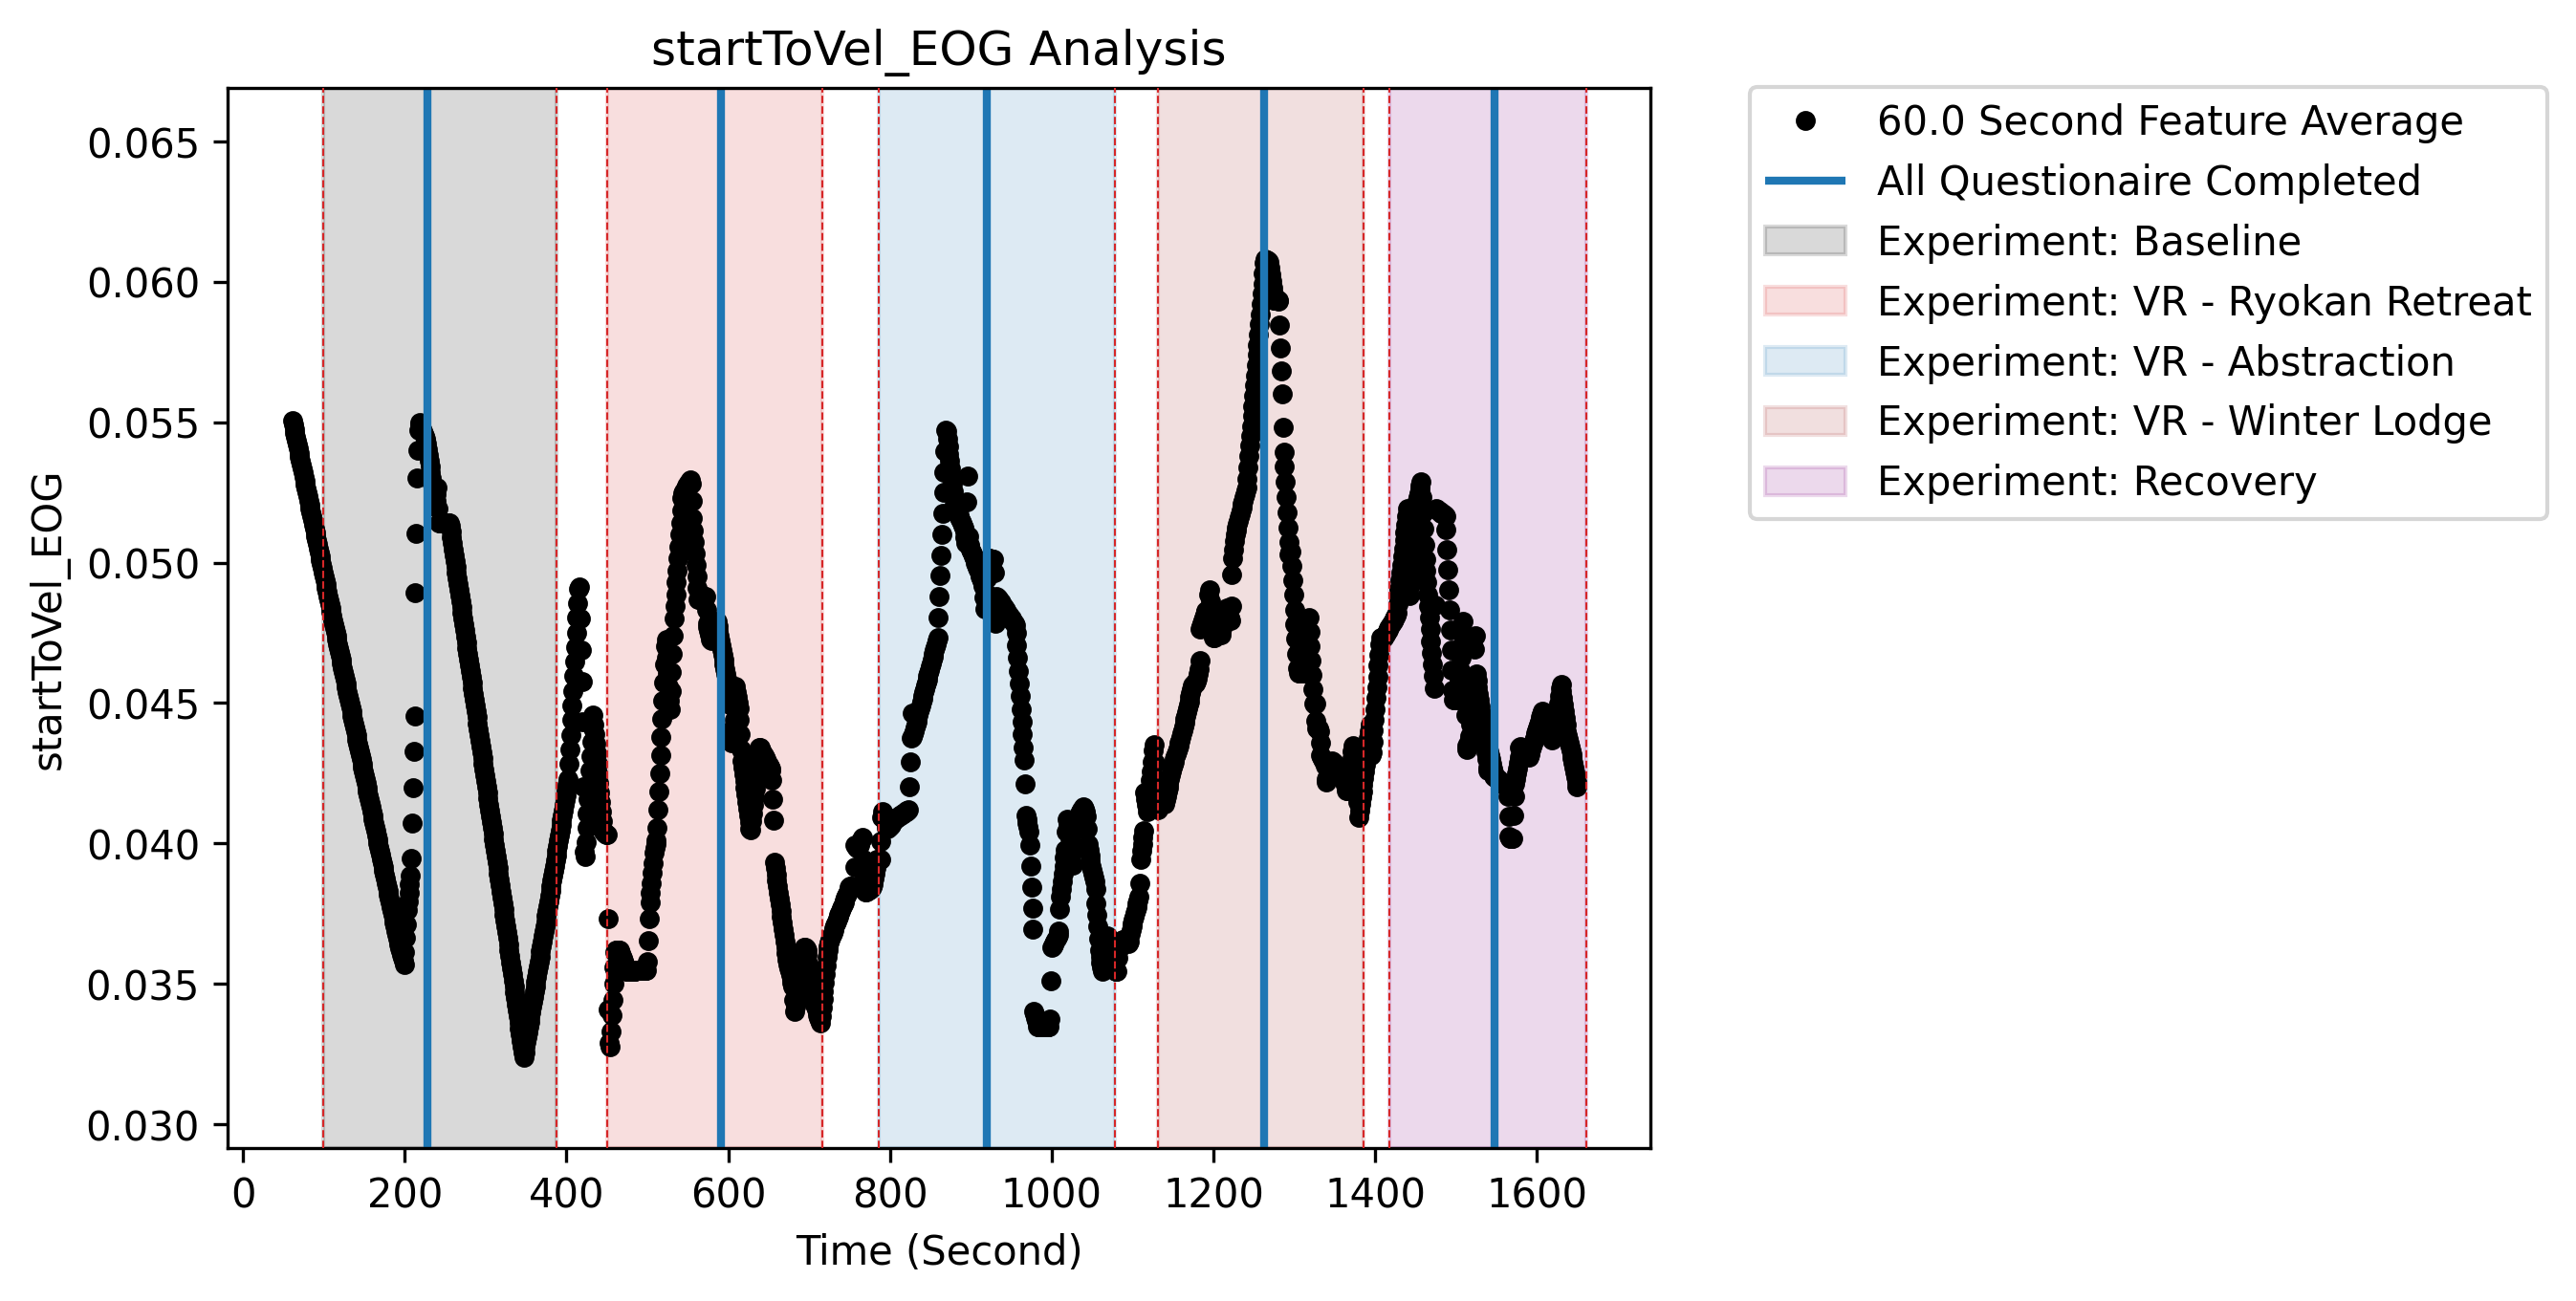 startToVel_EOG Analysis
startToVel_EOG
0.065
0.060
0.055
0.050
0.045
0.040
0.035
0.030
0 200 400 600 800 1000 1200 1400 1600
Time (Second)
60.0 Second Feature Average
All Questionaire Completed
Experiment: Baseline
Experiment: VR - Ryokan Retreat
Experiment: VR - Abstraction
Experiment: VR - Winter Lodge
Experiment: Recovery